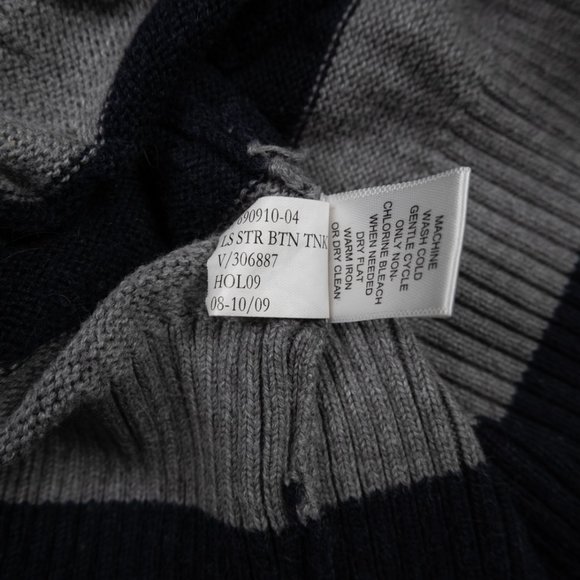 690910-04
LS STR BTN TNK
V/306887
HOL09
08-10/09
MACHINE
WASH COLD
GENTLE CYCLE
ONLY NON-
CHLORINE BLEACH
WHEN NEEDED
DRY FLAT
WARM IRON
OR DRY CLEAN